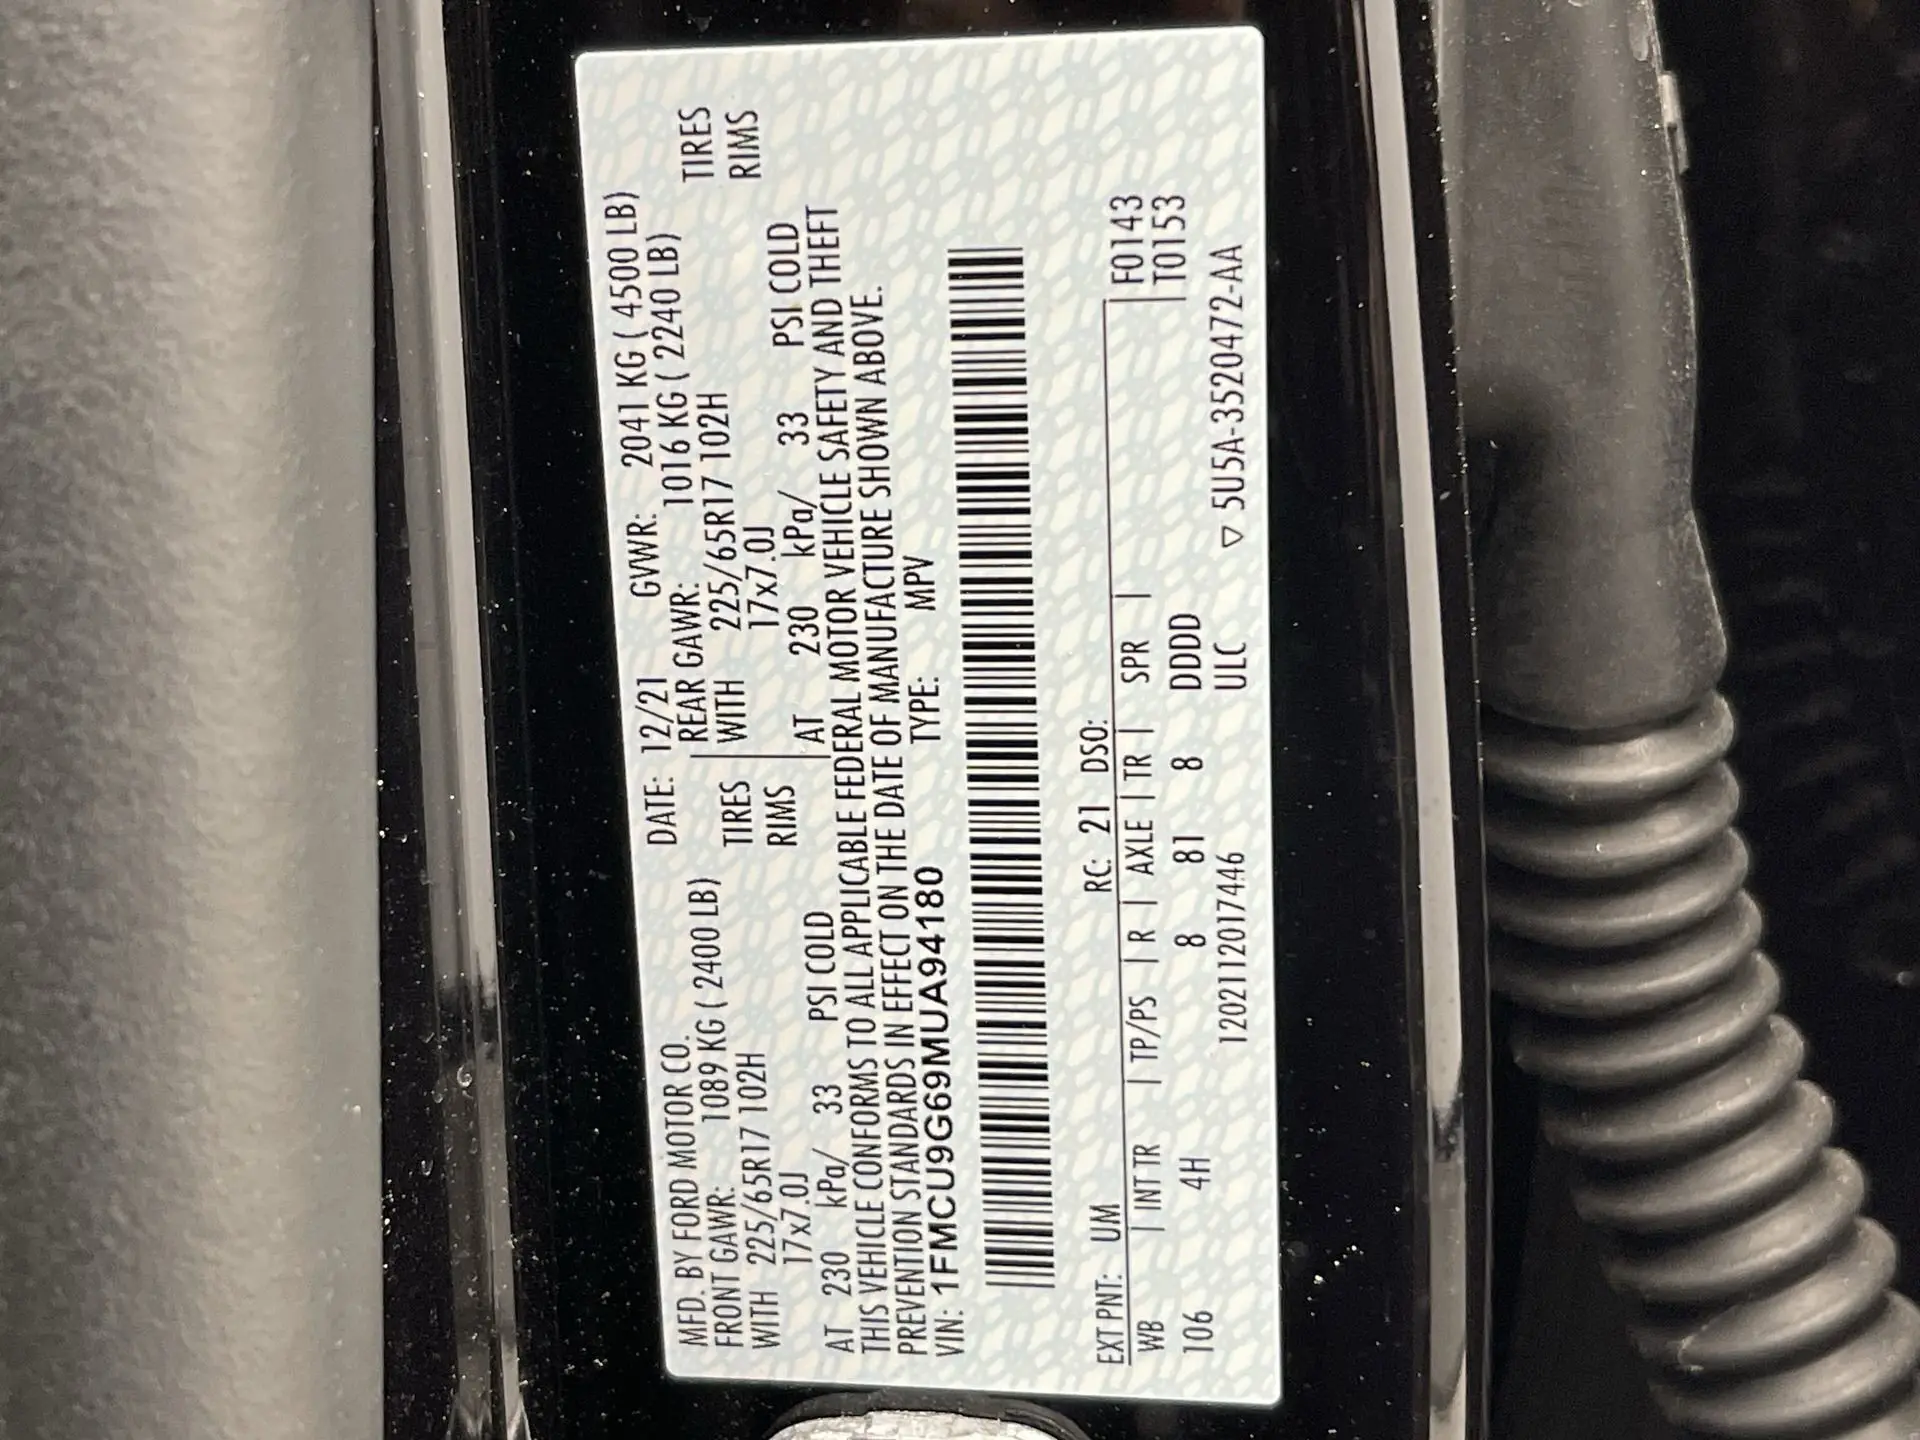 MFD. BY FORD MOTOR CO. DATE: 12/21 GVWR: 2041 KG ( 4500 LB)
FRONT GAWR: 1089 KG ( 2400 LB) REAR GAWR: 1016 KG ( 2240 LB)
WITH 225/65R17 102H TIRES WITH 225/65R17 102H TIRES
17x7.0J RIMS 17x7.0J RIMS
AT 230 kPa/ 33 PSI COLD AT 230 kPa/ 33 PSI COLD
THIS VEHICLE CONFORMS TO ALL APPLICABLE FEDERAL MOTOR VEHICLE SAFETY AND THEFT
PREVENTION STANDARDS IN EFFECT ON THE DATE OF MANUFACTURE SHOWN ABOVE.
VIN: 1FMCU9G69MUA94180 TYPE: MPV
EXT PNT: UM RC: 21 DSO: F0143
WB | INT TR | TP/PS | R | AXLE | TR | SPR | T0153
106 4H 8 81 8 DDDD
1202112017446 ULC ▽ 5U5A-3520472-AA